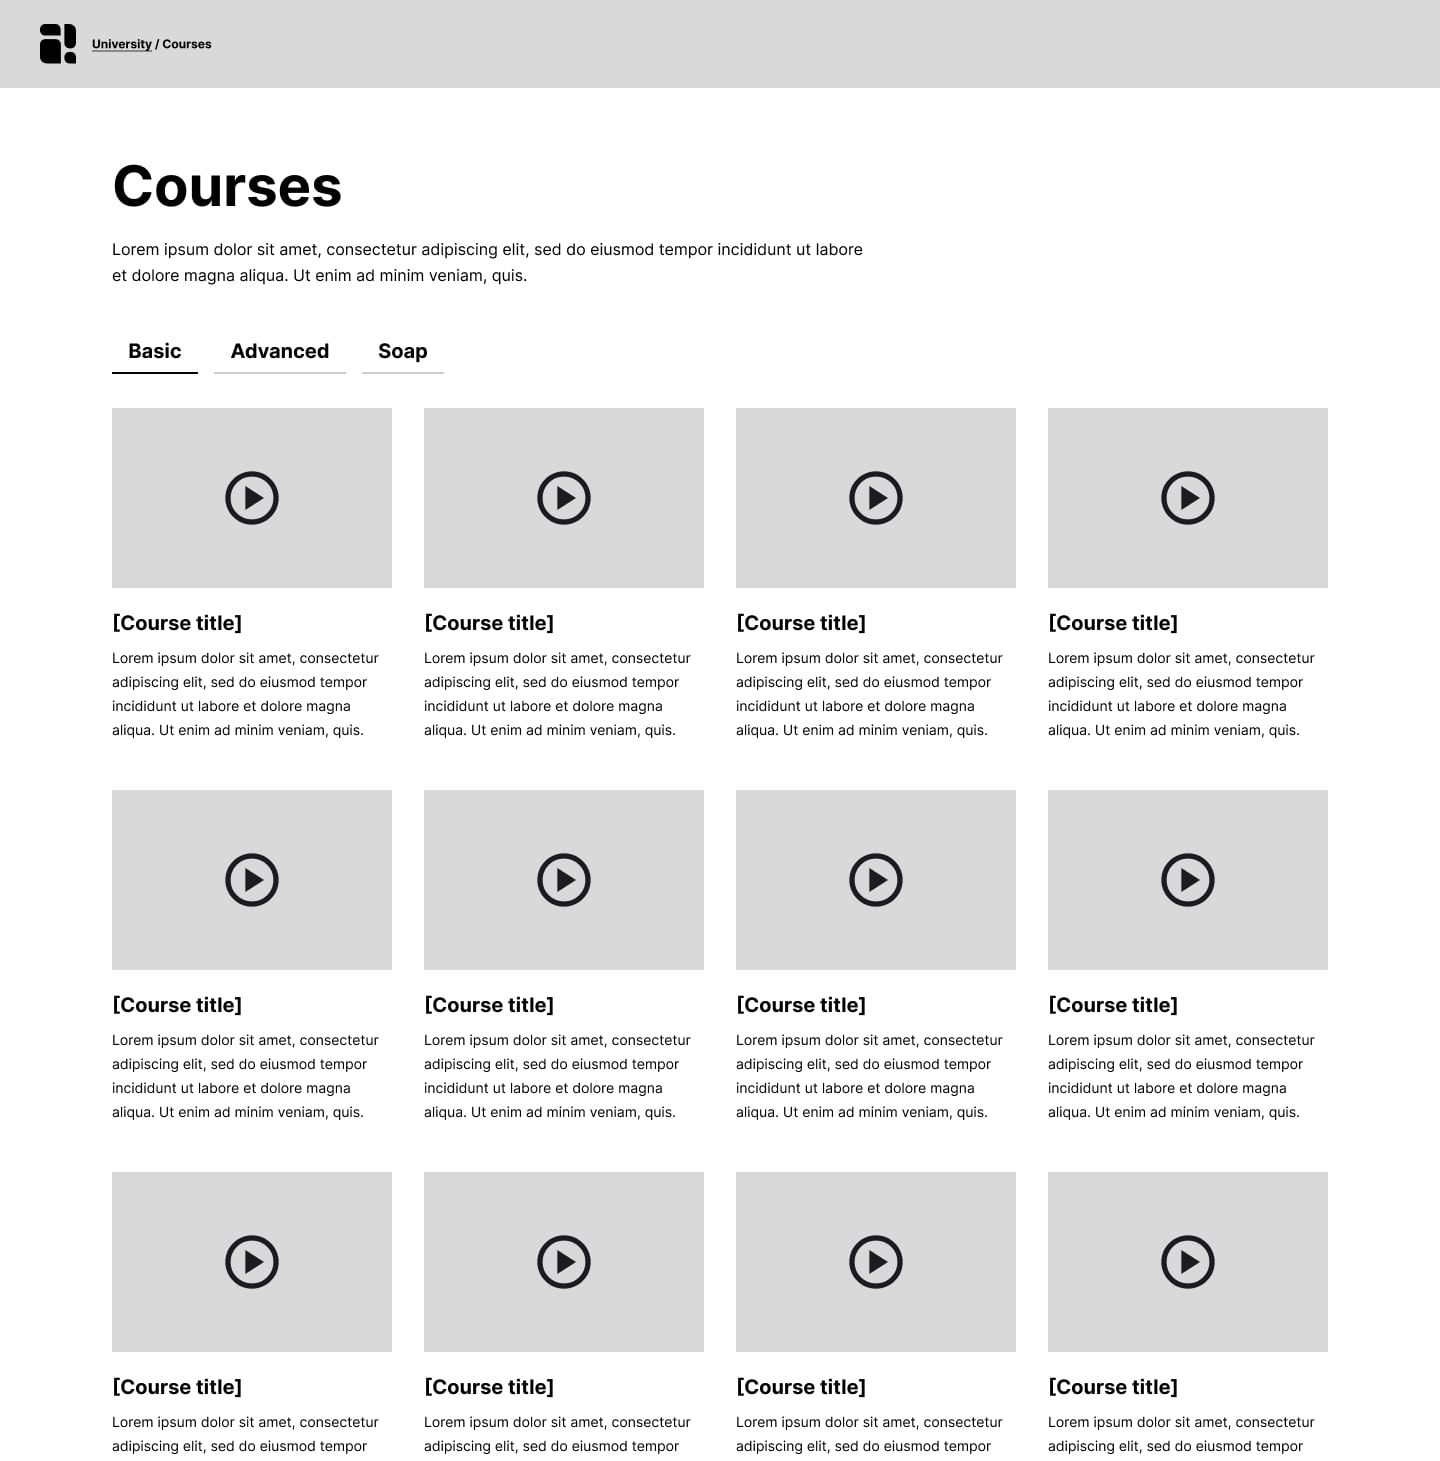 University / Courses
Courses
Lorem ipsum dolor sit amet, consectetur adipiscing elit, sed do eiusmod tempor incididunt ut labore
et dolore magna aliqua. Ut enim ad minim veniam, quis.
Basic
Advanced
Soap
[Course title]
Lorem ipsum dolor sit amet, consectetur
adipiscing elit, sed do eiusmod tempor
incididunt ut labore et dolore magna
aliqua. Ut enim ad minim veniam, quis.
[Course title]
Lorem ipsum dolor sit amet, consectetur
adipiscing elit, sed do eiusmod tempor
incididunt ut labore et dolore magna
aliqua. Ut enim ad minim veniam, quis.
[Course title]
Lorem ipsum dolor sit amet, consectetur
adipiscing elit, sed do eiusmod tempor
incididunt ut labore et dolore magna
aliqua. Ut enim ad minim veniam, quis.
[Course title]
Lorem ipsum dolor sit amet, consectetur
adipiscing elit, sed do eiusmod tempor
incididunt ut labore et dolore magna
aliqua. Ut enim ad minim veniam, quis.
[Course title]
Lorem ipsum dolor sit amet, consectetur
adipiscing elit, sed do eiusmod tempor
incididunt ut labore et dolore magna
aliqua. Ut enim ad minim veniam, quis.
[Course title]
Lorem ipsum dolor sit amet, consectetur
adipiscing elit, sed do eiusmod tempor
incididunt ut labore et dolore magna
aliqua. Ut enim ad minim veniam, quis.
[Course title]
Lorem ipsum dolor sit amet, consectetur
adipiscing elit, sed do eiusmod tempor
incididunt ut labore et dolore magna
aliqua. Ut enim ad minim veniam, quis.
[Course title]
Lorem ipsum dolor sit amet, consectetur
adipiscing elit, sed do eiusmod tempor
incididunt ut labore et dolore magna
aliqua. Ut enim ad minim veniam, quis.
[Course title]
Lorem ipsum dolor sit amet, consectetur
adipiscing elit, sed do eiusmod tempor
[Course title]
Lorem ipsum dolor sit amet, consectetur
adipiscing elit, sed do eiusmod tempor
[Course title]
Lorem ipsum dolor sit amet, consectetur
adipiscing elit, sed do eiusmod tempor
[Course title]
Lorem ipsum dolor sit amet, consectetur
adipiscing elit, sed do eiusmod tempor